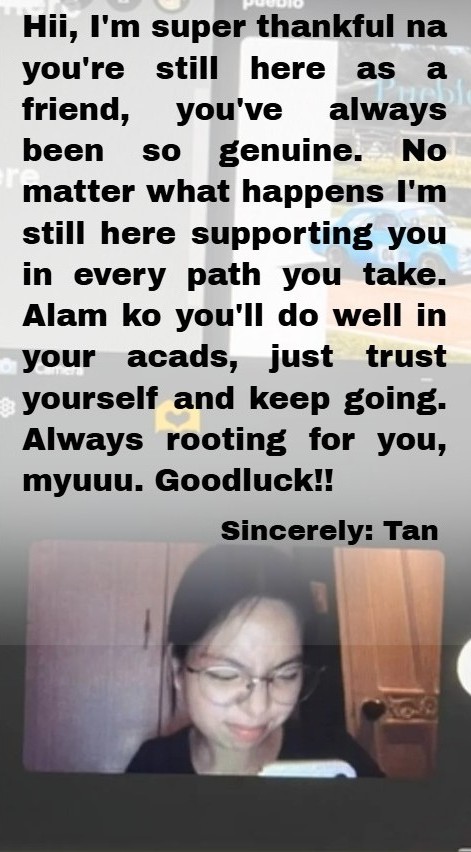 pueblo
Hii, I'm super thankful na
you're still here as a
friend, you've always
been so genuine. No
matter what happens I'm
still here supporting you
in every path you take.
Alam ko you'll do well in
your acads, just trust
yourself and keep going.
Always rooting for you,
myuuu. Goodluck!!
Sincerely: Tan